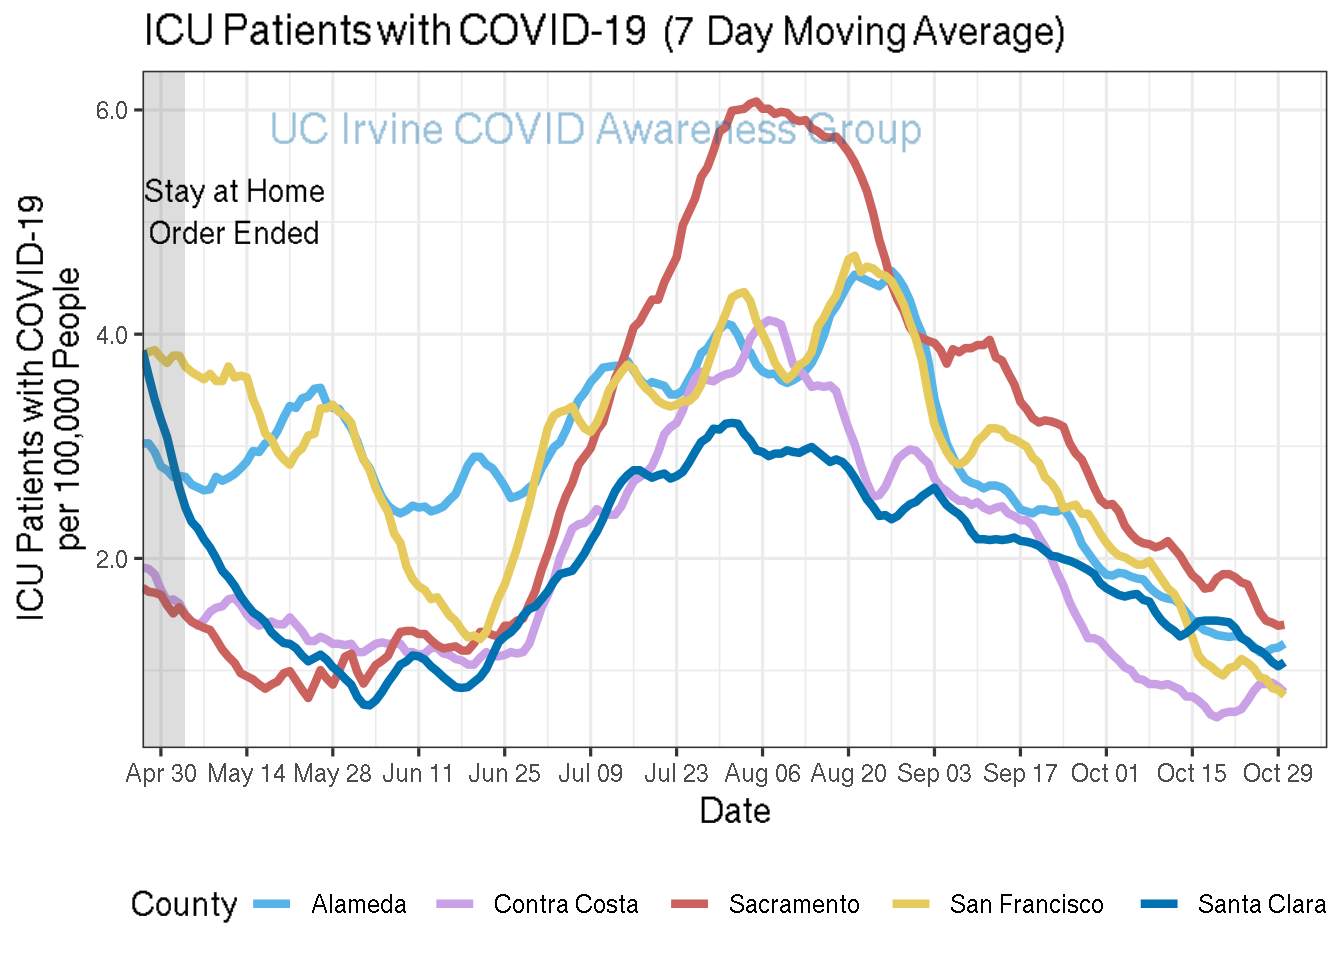 ICU Patients with COVID-19 (7 Day Moving Average)
UC Irvine COVID Awareness Group
Stay at Home
Order Ended
ICU Patients with COVID-19
per 100,000 People
6.0
4.0
2.0
Apr 30 May 14 May 28 Jun 11 Jun 25 Jul 09 Jul 23 Aug 06 Aug 20 Sep 03 Sep 17 Oct 01 Oct 15 Oct 29
Date
County Alameda Contra Costa Sacramento San Francisco Santa Clara